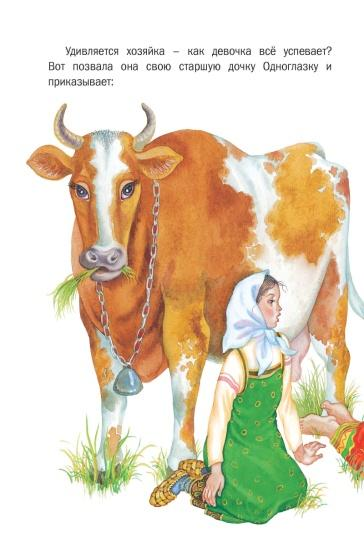 Удивляется хозяйка – как девочка всё успевает?
Вот позвала она свою старшую дочку Одноглазку и
приказывает: